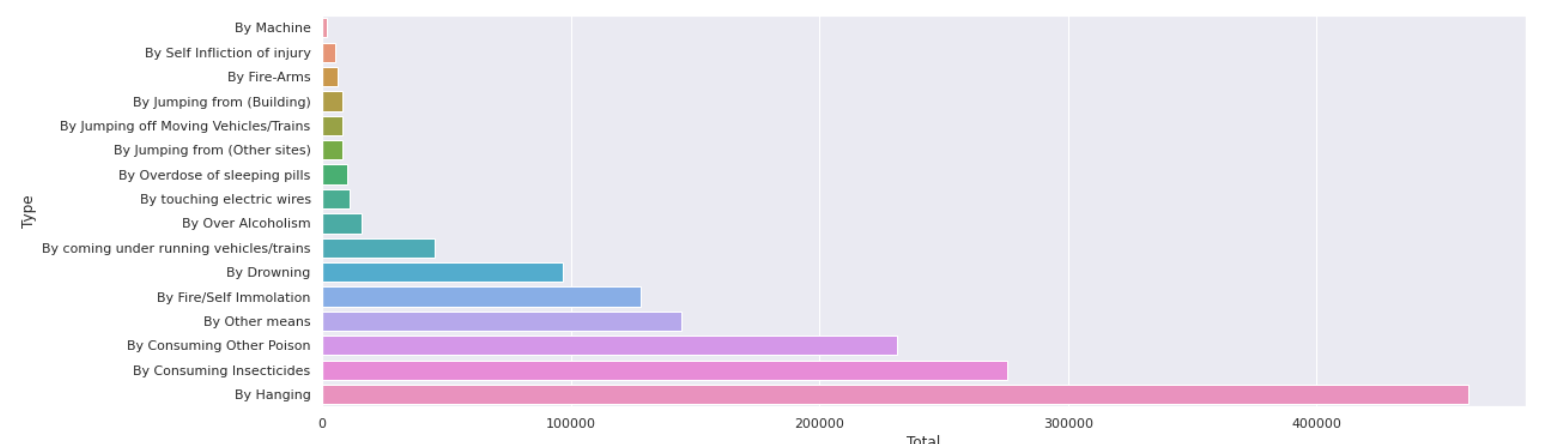 By Machine
By Self Infliction of injury
By Fire-Arms
By Jumping from (Building)
By Jumping off Moving Vehicles/Trains
By Jumping from (Other sites)
By Overdose of sleeping pills
By touching electric wires
By Over Alcoholism
By coming under running vehicles/trains
By Drowning
By Fire/Self Immolation
By Other means
By Consuming Other Poison
By Consuming Insecticides
By Hanging
Type
0 100000 200000 300000 400000
Total